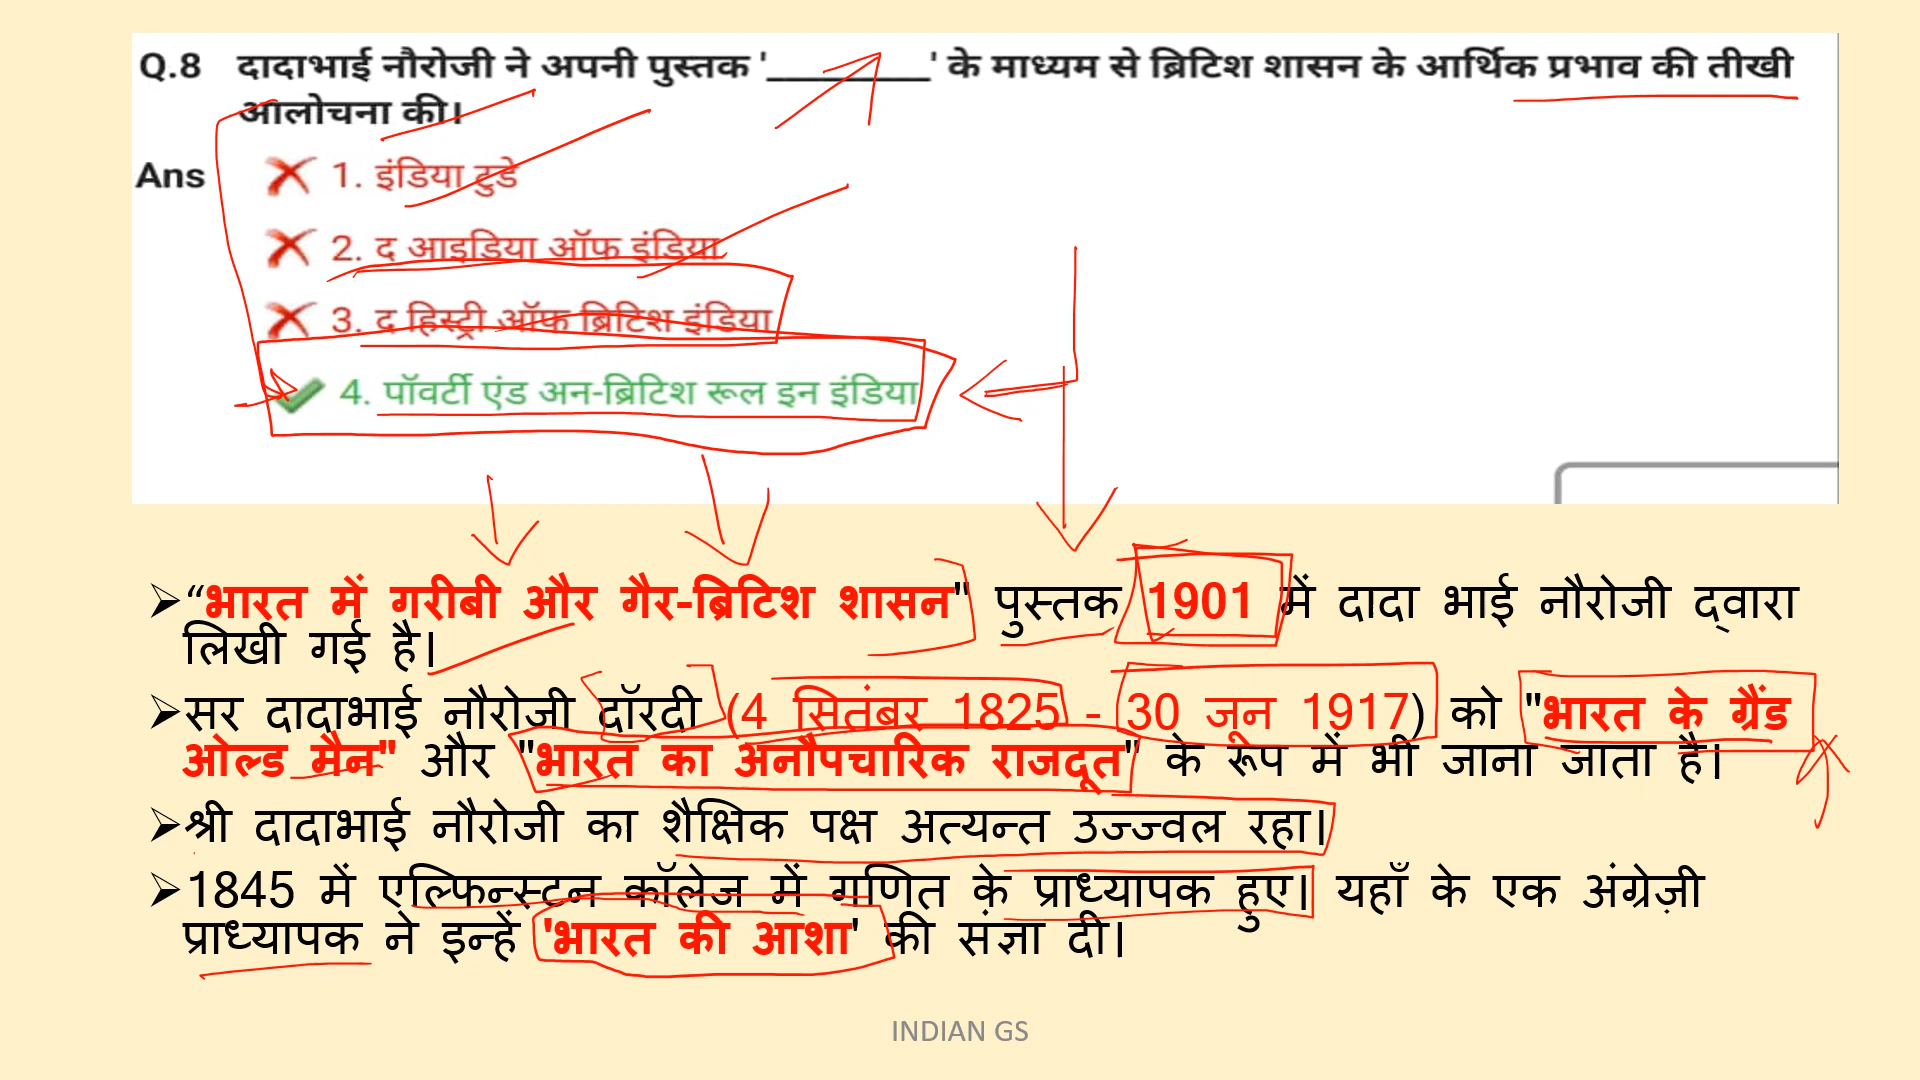 Q.8 दादाभाई नौरोजी ने अपनी पुस्तक '__________' के माध्यम से ब्रिटिश शासन के आर्थिक प्रभाव की तीखी
आलोचना की।
Ans 1. इंडिया टुडे
2. द आइडिया ऑफ इंडिया
3. द हिस्ट्री ऑफ ब्रिटिश इंडिया
4. पॉवर्टी एंड अन-ब्रिटिश रूल इन इंडिया
➢“भारत में गरीबी और गैर-ब्रिटिश शासन" पुस्तक 1901 में दादा भाई नौरोजी द्वारा
लिखी गई है।
➢सर दादाभाई नौरोजी दॉरदी (4 सितंबर 1825 - 30 जून 1917) को "भारत के ग्रैंड
ओल्ड मैन" और "भारत का अनौपचारिक राजदूत" के रूप में भी जाना जाता है।
➢श्री दादाभाई नौरोजी का शैक्षिक पक्ष अत्यन्त उज्ज्वल रहा।
➢1845 में एल्फिन्स्टन कॉलेज में गणित के प्राध्यापक हुए। यहाँ के एक अंग्रेज़ी
प्राध्यापक ने इन्हें 'भारत की आशा' की संज्ञा दी।
INDIAN GS